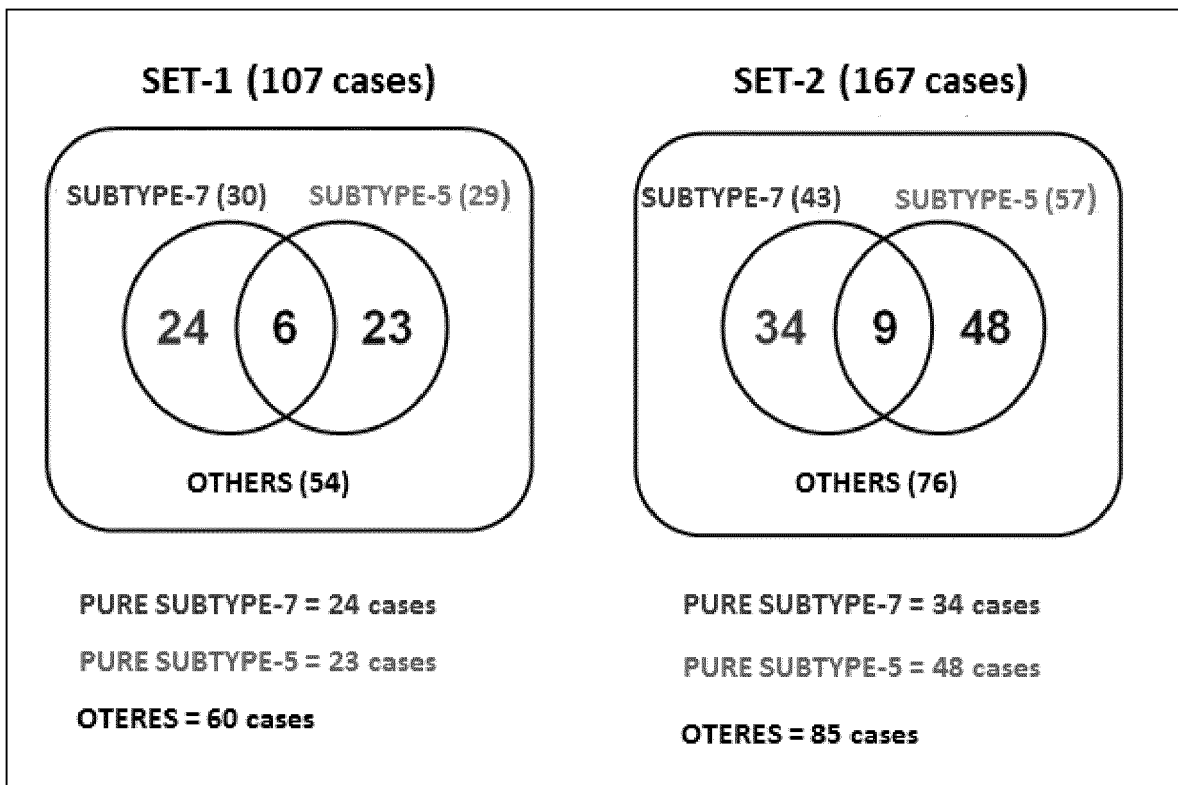 SET-1 (107 cases)
SUBTYPE-7 (30) SUBTYPE-5 (29)
24 6 23
OTHERS (54)
PURE SUBTYPE-7 = 24 cases
PURE SUBTYPE-5 = 23 cases
OTERES = 60 cases
SET-2 (167 cases)
SUBTYPE-7 (43) SUBTYPE-5 (57)
34 9 48
OTHERS (76)
PURE SUBTYPE-7 = 34 cases
PURE SUBTYPE-5 = 48 cases
OTERES = 85 cases